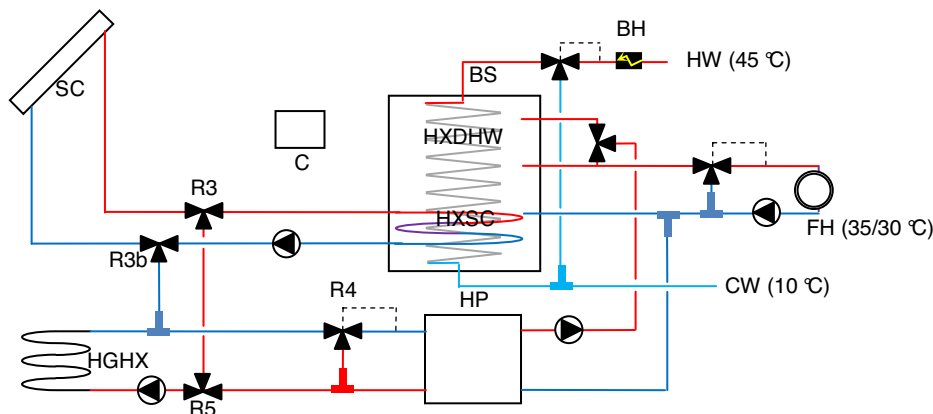 BH
HW (45 °C)
SC
BS
C
HXDHW
R3
HXSC
FH (35/30 °C)
R3b
R4
HP
CW (10 °C)
HGHX
R5